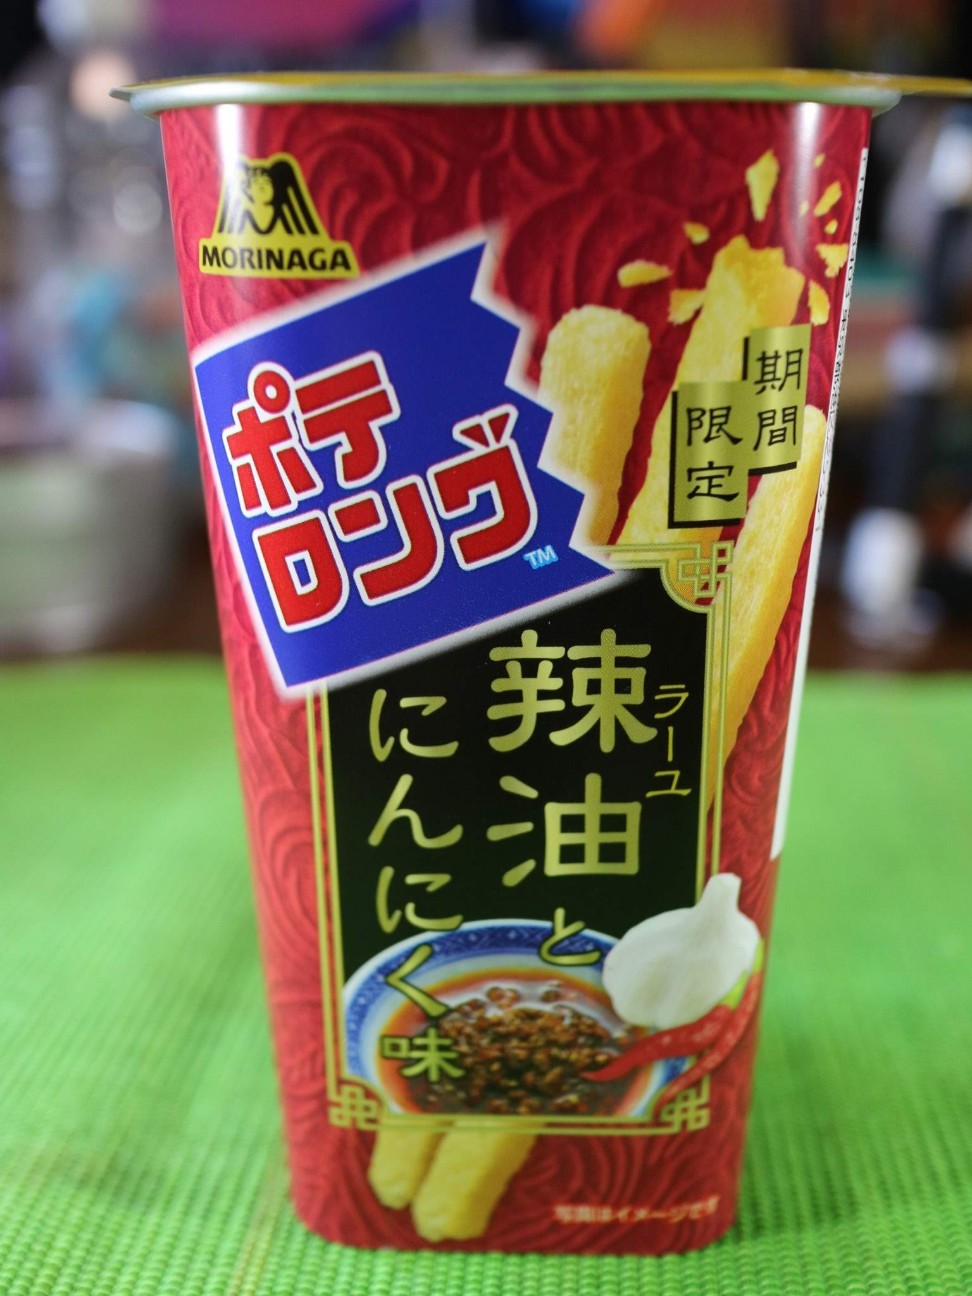 MORINAGA
ポテ
ロング
TM
期間
限定
辣油と
ラーユ
にんにく味
写真はイメージです